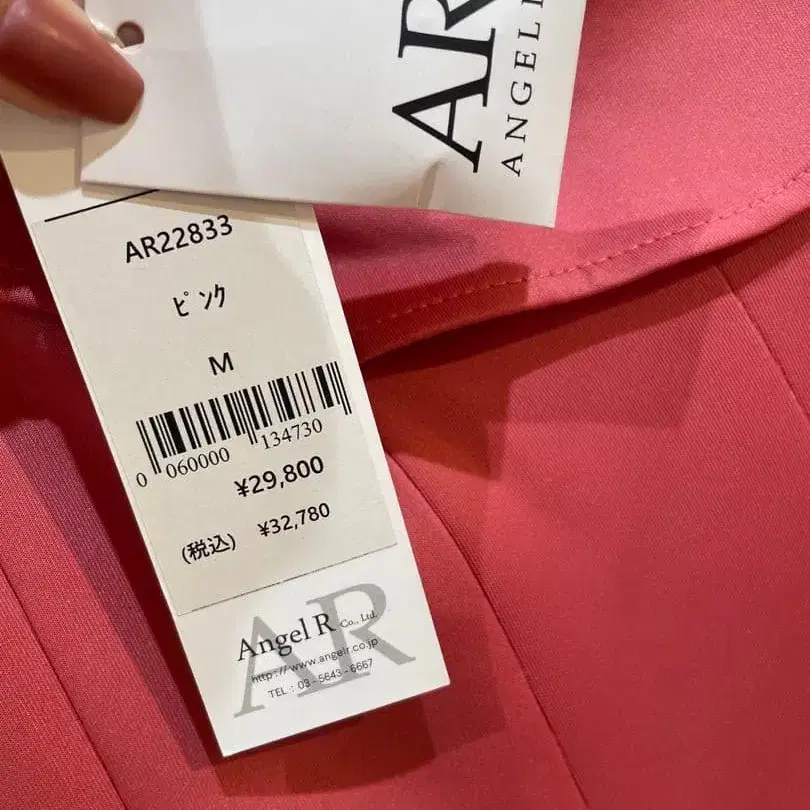 AR
ANGEL
AR22833
ピンク
M
0 060000 134730
¥29,800
(税込) ¥32,780
AR
Angel R Co., Ltd.
http://www.angelr.co.jp
TEL : 03-5643-6667